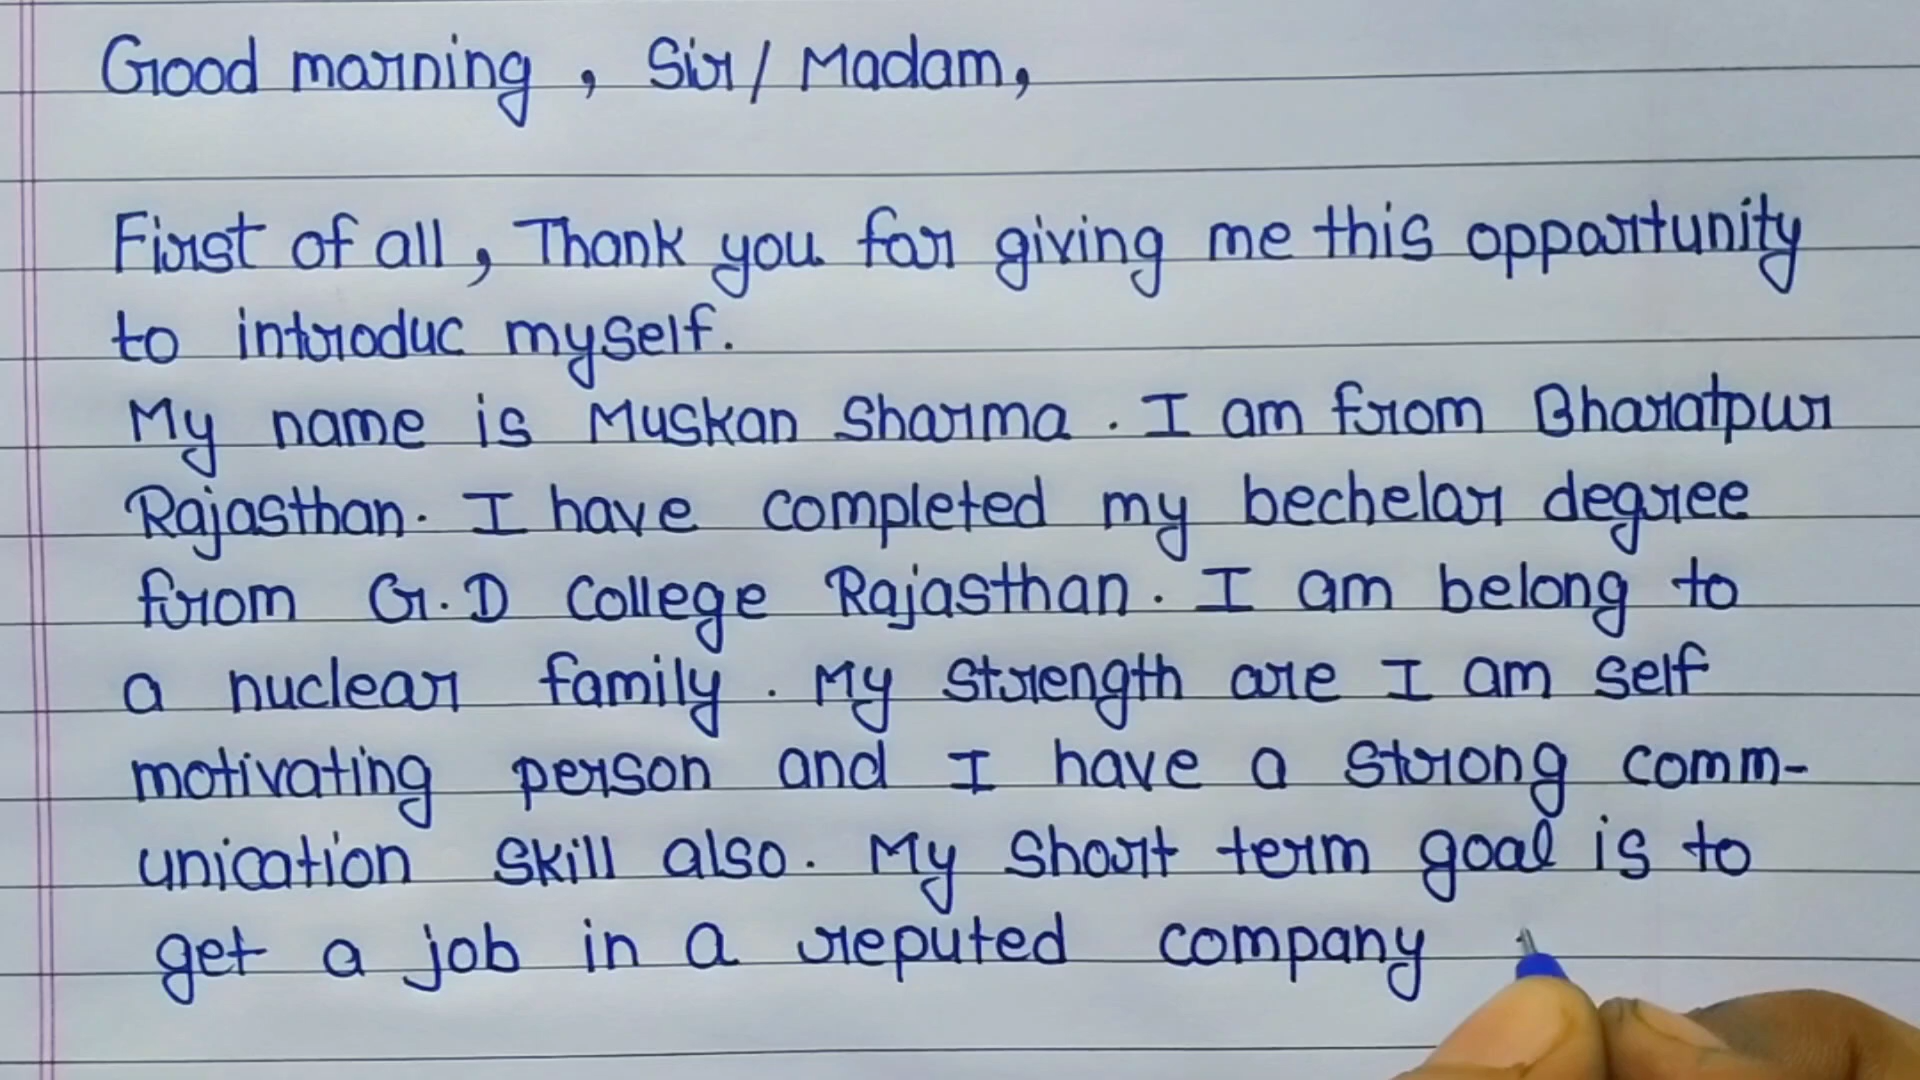 Good morning, Sir/Madam,
First of all, Thank you for giving me this opportunity
to introduc myself.
My name is Muskan Sharma. I am from Bharatpur
Rajasthan. I have completed my bechelor degree
from G.D College Rajasthan. I am belong to
a nuclear family. My strength are I am self
motivating person and I have a strong comm-
unication skill also. My short term goal is to
get a job in a reputed company